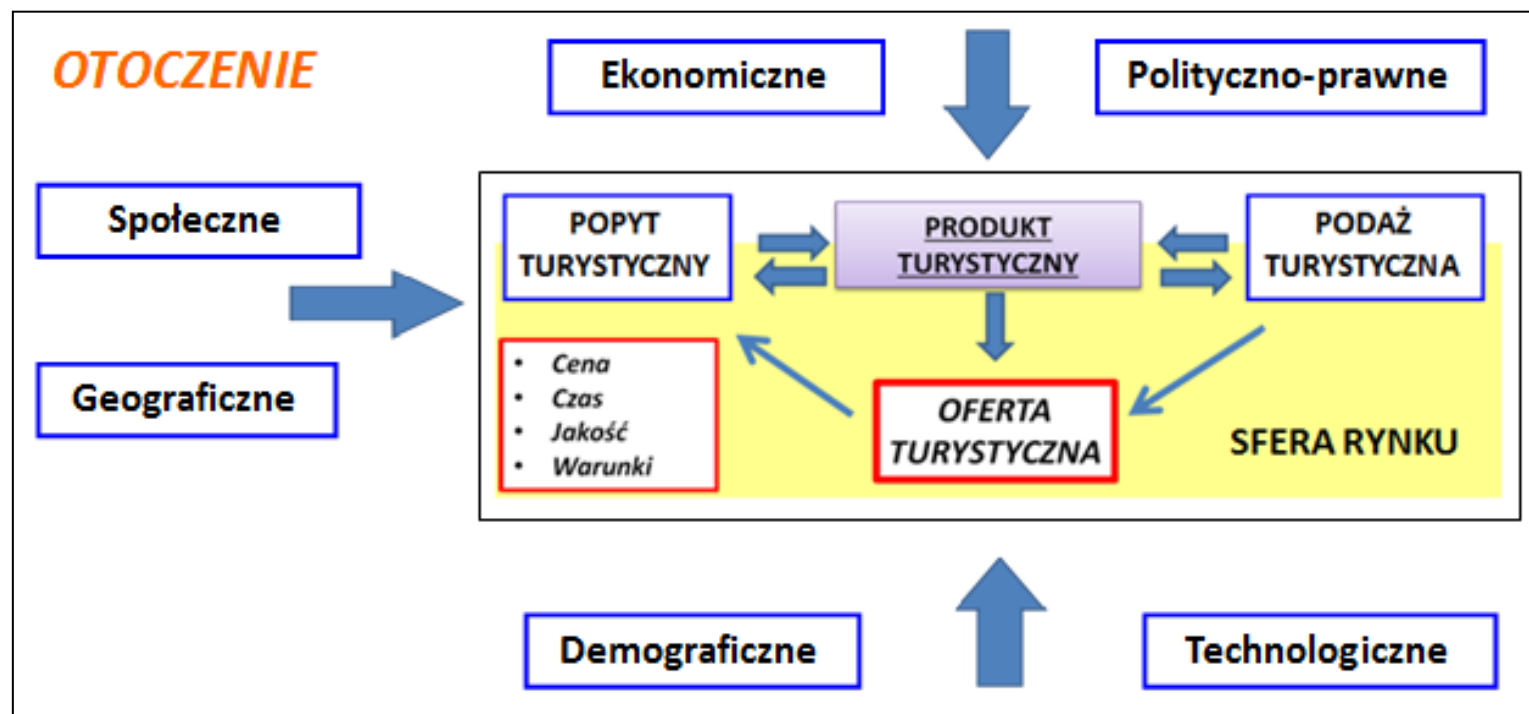 OTOCZENIE
Ekonomiczne
Polityczno-prawne
Społeczne
Geograficzne
POPYT
TURYSTYCZNY
PRODUKT
TURYSTYCZNY
PODAŻ
TURYSTYCZNA
• Cena
• Czas
• Jakość
• Warunki
OFERTA
TURYSTYCZNA
SFERA RYNKU
Demograficzne
Technologiczne